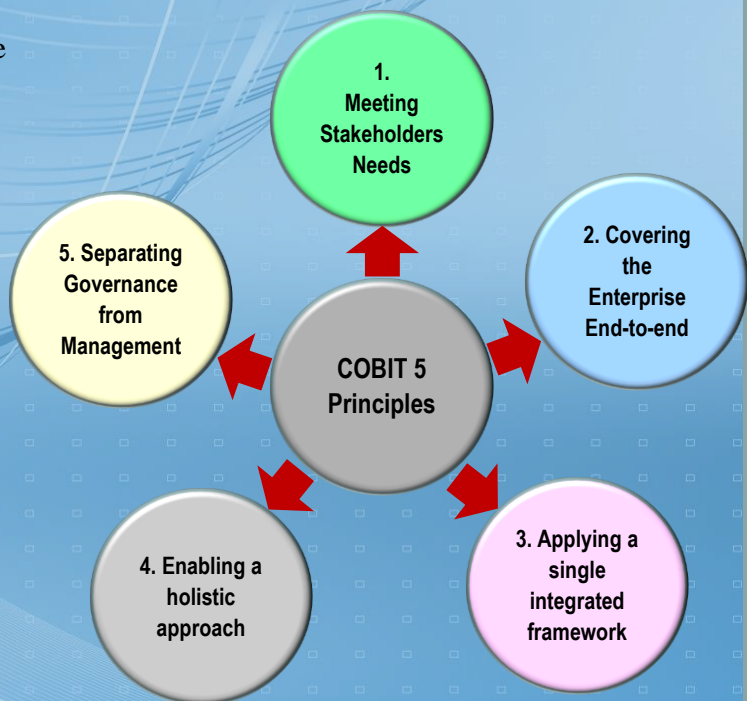 e
1.
Meeting
Stakeholders
Needs
2. Covering
the
Enterprise
End-to-end
5. Separating
Governance
from
Management
COBIT 5
Principles
3. Applying a
single
integrated
framework
4. Enabling a
holistic
approach